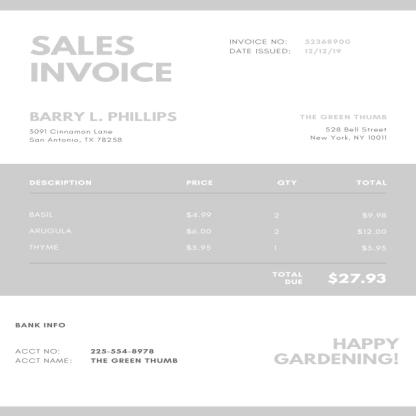 SALES
INVOICE
INVOICE NO: 52368900
DATE ISSUED: 12/12/19
BARRY L. PHILLIPS
3091 Cinnamon Lane
San Antonio, TX 78258
THE GREEN THUMB
528 Bell Street
New York, NY 10011
DESCRIPTION PRICE QTY TOTAL
BASIL $4.99 2 $9.98
ARUGULA $6.00 2 $12.00
THYME $5.95 1 $5.95
TOTAL DUE $27.93
BANK INFO
ACCT NO: 225-554-8978
ACCT NAME: THE GREEN THUMB
HAPPY
GARDENING!